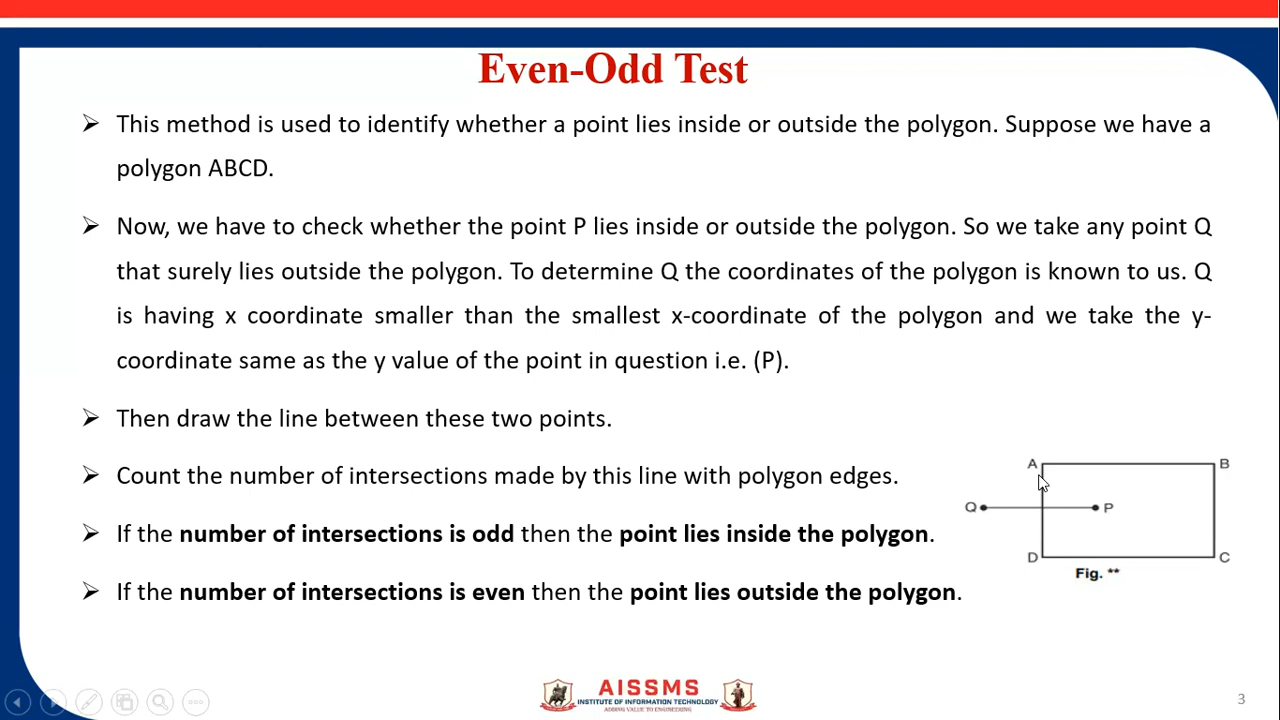 Even-Odd Test
➢ This method is used to identify whether a point lies inside or outside the polygon. Suppose we have a
polygon ABCD.
➢ Now, we have to check whether the point P lies inside or outside the polygon. So we take any point Q
that surely lies outside the polygon. To determine Q the coordinates of the polygon is known to us. Q
is having x coordinate smaller than the smallest x-coordinate of the polygon and we take the y-
coordinate same as the y value of the point in question i.e. (P).
➢ Then draw the line between these two points.
➢ Count the number of intersections made by this line with polygon edges.
➢ If the number of intersections is odd then the point lies inside the polygon.
➢ If the number of intersections is even then the point lies outside the polygon.
A B
Q P
D C
Fig. **
AISSMS
INSTITUTE OF INFORMATION TECHNOLOGY
ADDING VALUE TO ENGINEERING
3